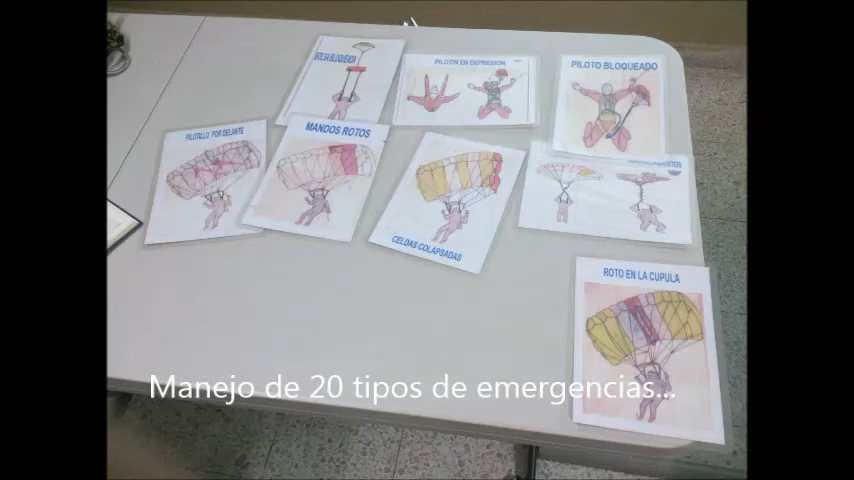 BOLSA BLOQUEADA
PILOTIN EN DEPRESION
PILOTO BLOQUEADO
PILOTILLO POR DELANTE
MANDOS ROTOS
CELDAS COLAPSADAS
ROTO EN LA CUPULA
Manejo de 20 tipos de emergencias...